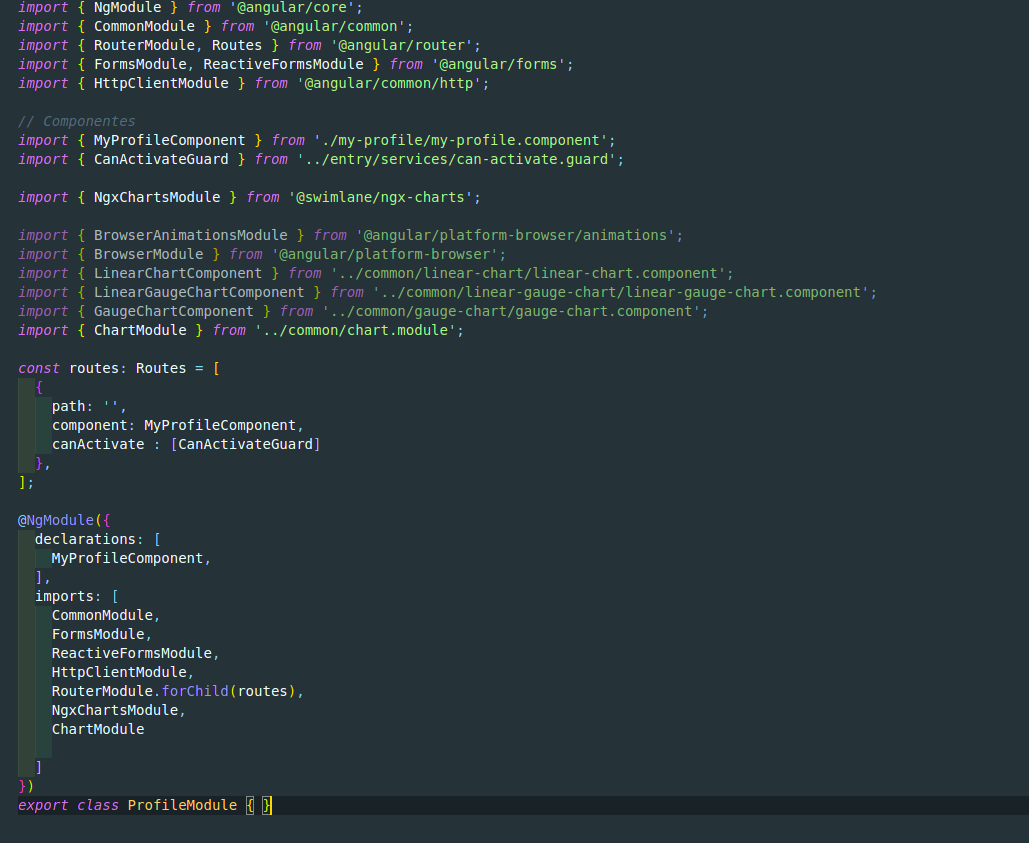 import { NgModule } from '@angular/core';
import { CommonModule } from '@angular/common';
import { RouterModule, Routes } from '@angular/router';
import { FormsModule, ReactiveFormsModule } from '@angular/forms';
import { HttpClientModule } from '@angular/common/http';

// Componentes
import { MyProfileComponent } from './my-profile/my-profile.component';
import { CanActivateGuard } from '../entry/services/can-activate.guard';

import { NgxChartsModule } from '@swimlane/ngx-charts';

import { BrowserAnimationsModule } from '@angular/platform-browser/animations';
import { BrowserModule } from '@angular/platform-browser';
import { LinearChartComponent } from '../common/linear-chart/linear-chart.component';
import { LinearGaugeChartComponent } from '../common/linear-gauge-chart/linear-gauge-chart.component';
import { GaugeChartComponent } from '../common/gauge-chart/gauge-chart.component';
import { ChartModule } from '../common/chart.module';

const routes: Routes = [
  {
    path: '',
    component: MyProfileComponent,
    canActivate : [CanActivateGuard]
  },
];

@NgModule({
  declarations: [
    MyProfileComponent,
  ],
  imports: [
    CommonModule,
    FormsModule,
    ReactiveFormsModule,
    HttpClientModule,
    RouterModule.forChild(routes),
    NgxChartsModule,
    ChartModule

  ]
})
export class ProfileModule { }